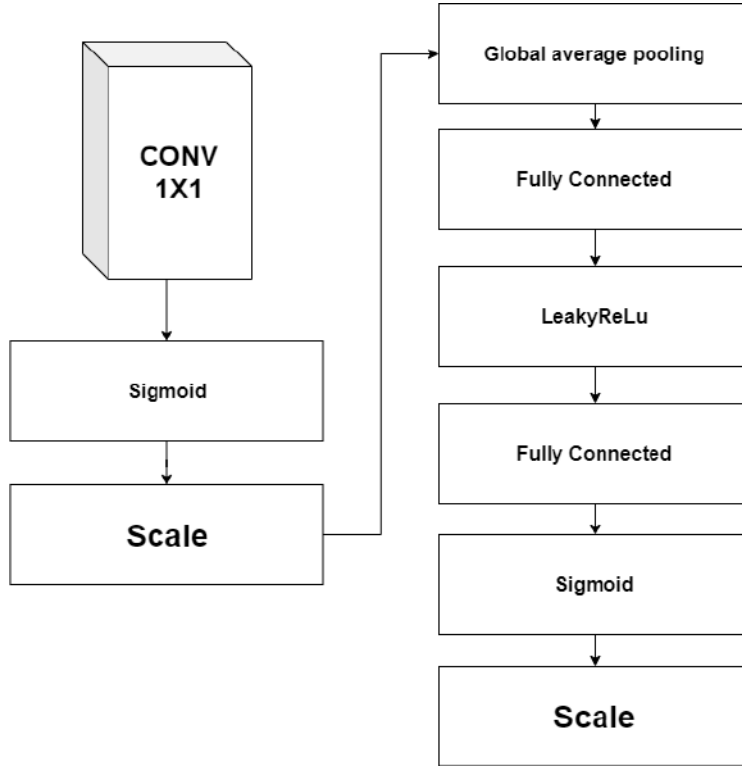 CONV
1X1
Sigmoid
Scale
Global average pooling
Fully Connected
LeakyReLu
Fully Connected
Sigmoid
Scale